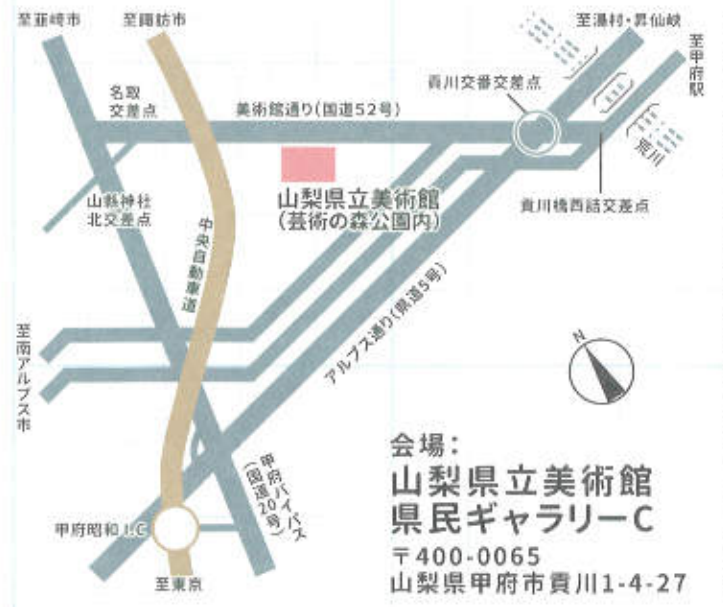 至韮崎市
至諏訪市
至湯村・昇仙峡
至甲府駅
名取
交差点
美術館通り(国道52号)
貢川交番交差点
荒川
山縣神社
北交差点
山梨県立美術館
(芸術の森公園内)
貢川橋西詰交差点
中央自動車道
アルプス通り(県道5号)
至南アルプス市
N
甲府バイパス
(国道20号)
甲府昭和I.C
至東京
会場:
山梨県立美術館
県民ギャラリーC
〒400-0065
山梨県甲府市貢川1-4-27